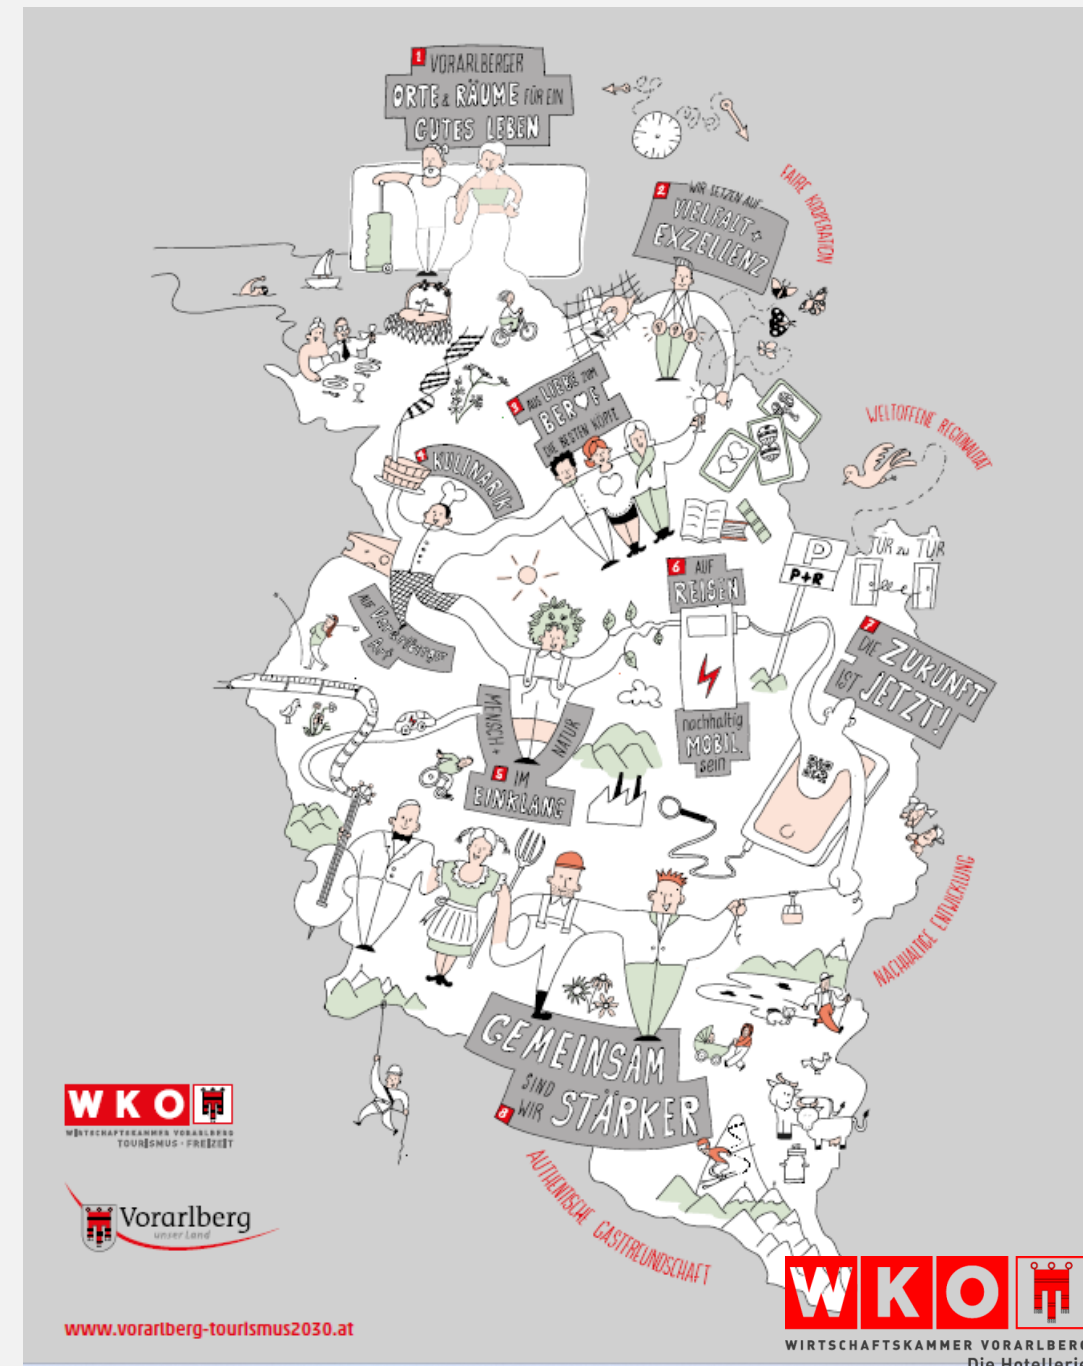 1 VORARLBERGER
ORTE & RÄUME FÜR EIN
GUTES LEBEN
2 WIR SETZEN AUF
VIELFALT +
EXZELLENZ
FAIRE KOOPERATION
3 AUS LIEBE ZUM
BERUF
DIE BESTEN KÖPFE
WELTOFFENE REGIONALITÄT
4 KULINARIK
AUF Vorarlberger
Art
P
P+R
TÜR zu TÜR
6 AUF
REISEN
nachhaltig
MOBIL
sein
7 DIE ZUKUNFT
IST JETZT!
MENSCH +
NATUR
5 IM
EINKLANG
NACHHALTIGE ENTWICKLUNG
GEMEINSAM
SIND
8 WIR STÄRKER
AUTHENTISCHE GASTFREUNDSCHAFT
WKO
WIRTSCHAFTSKAMMER VORARLBERG
TOURISMUS · FREIZEIT
Vorarlberg
unser Land
www.vorarlberg-tourismus2030.at
WKO
WIRTSCHAFTSKAMMER VORARLBERG
Die Hotellerie